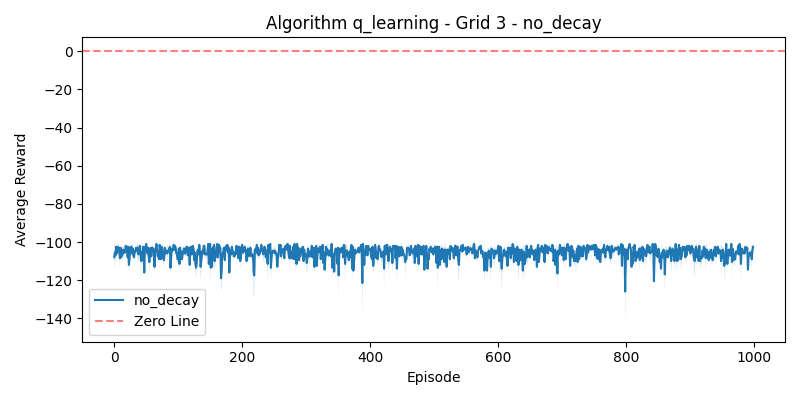 Algorithm q_learning - Grid 3 - no_decay
Average Reward
0
−20
−40
−60
−80
−100
−120
−140
no_decay
Zero Line
0 200 400 600 800 1000
Episode